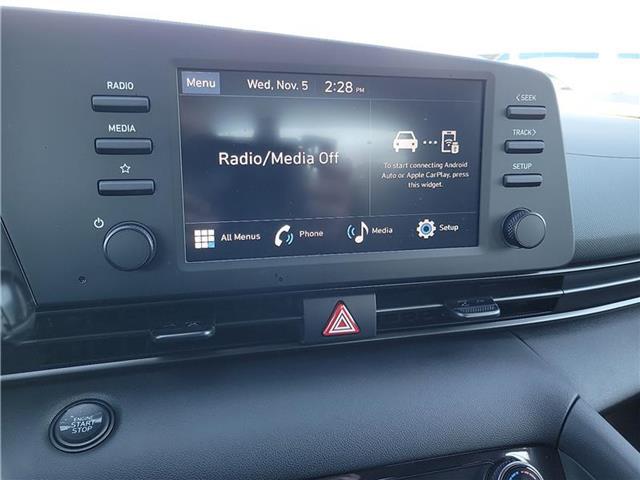 RADIO
MEDIA
☆
Menu Wed, Nov. 5 2:28 PM
Radio/Media Off
To start connecting Android
Auto or Apple CarPlay, press
this widget.
All Menus Phone Media Setup
<SEEK
TRACK>
SETUP
ENGINE
START
STOP